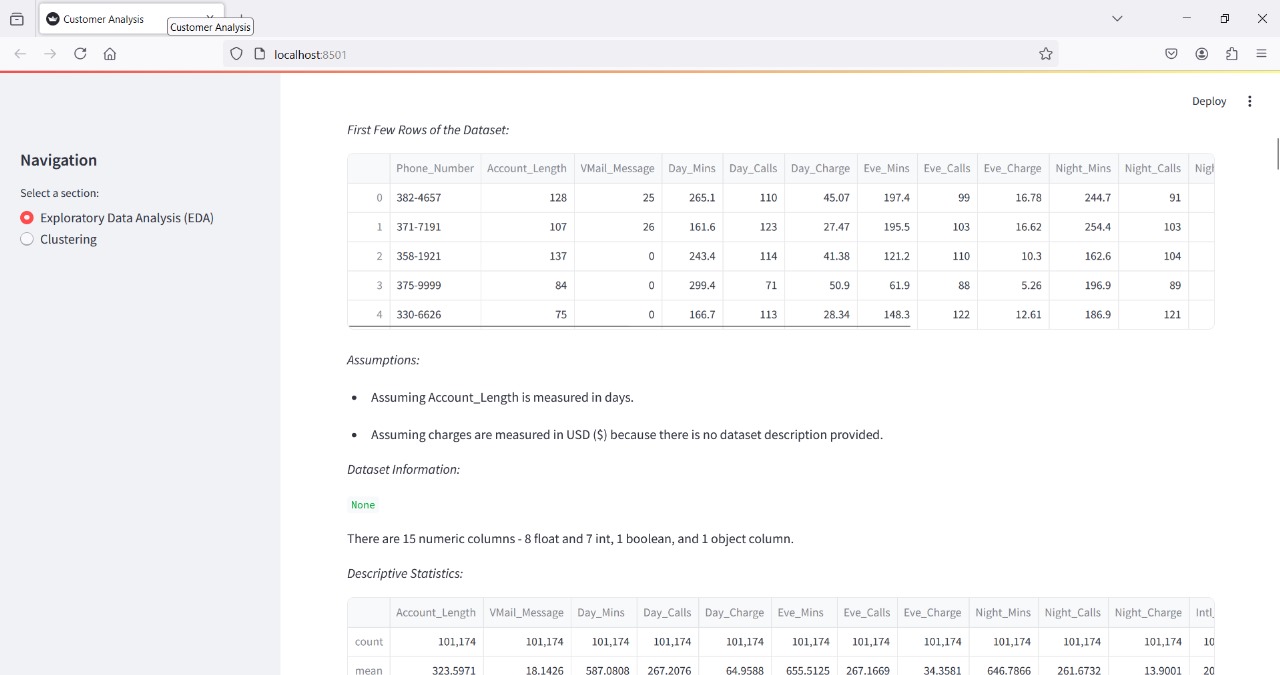 Customer Analysis
Customer Analysis
localhost:8501
Deploy
Navigation
Select a section:
Exploratory Data Analysis (EDA)
Clustering
First Few Rows of the Dataset:
Phone_Number Account_Length VMail_Message Day_Mins Day_Calls Day_Charge Eve_Mins Eve_Calls Eve_Charge Night_Mins Night_Calls Nigh
0 382-4657 128 25 265.1 110 45.07 197.4 99 16.78 244.7 91
1 371-7191 107 26 161.6 123 27.47 195.5 103 16.62 254.4 103
2 358-1921 137 0 243.4 114 41.38 121.2 110 10.3 162.6 104
3 375-9999 84 0 299.4 71 50.9 61.9 88 5.26 196.9 89
4 330-6626 75 0 166.7 113 28.34 148.3 122 12.61 186.9 121
Assumptions:
• Assuming Account_Length is measured in days.
• Assuming charges are measured in USD ($) because there is no dataset description provided.
Dataset Information:
None
There are 15 numeric columns - 8 float and 7 int, 1 boolean, and 1 object column.
Descriptive Statistics:
Account_Length VMail_Message Day_Mins Day_Calls Day_Charge Eve_Mins Eve_Calls Eve_Charge Night_Mins Night_Calls Night_Charge Intl_
count 101,174 101,174 101,174 101,174 101,174 101,174 101,174 101,174 101,174 101,174 101,174 10
mean 323.5971 18.1426 587.0808 267.2076 64.9588 655.5125 267.1669 34.3581 646.7866 261.6732 13.9001 20